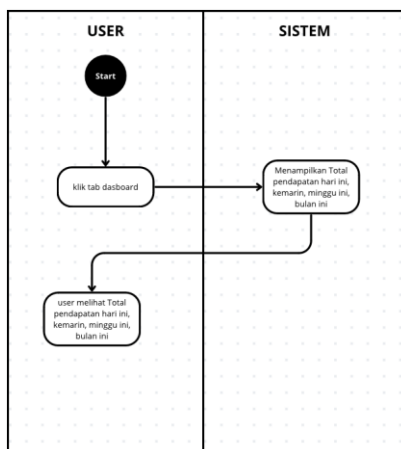 USER
SISTEM
Start
klik tab dasboard
Menampilkan Total
pendapatan hari ini,
kemarin, minggu ini,
bulan ini
user melihat Total
pendapatan hari ini,
kemarin, minggu ini,
bulan ini